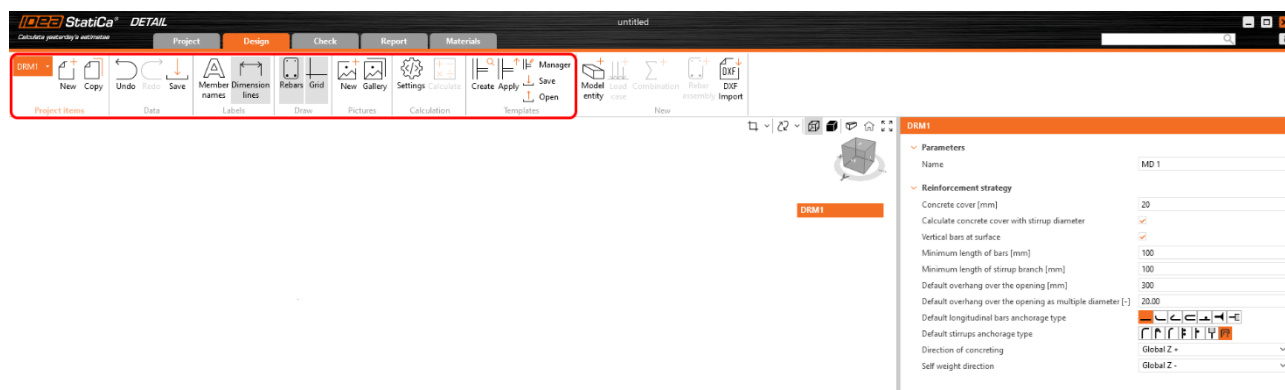 IDEA StatiCa® DETAIL
untitled
Calculate yesterday's estimates
Project Design Check Report Materials
DRM1
New Copy Undo Redo Save Member names Dimension lines Rebars Grid New Gallery Settings Calculate Create Apply Manager Save Open Model entity Load case Combination Rebar assembly DXF Import
Project items Data Labels Draw Pictures Calculation Templates New
DRM1
DRM1
Parameters
Name MD 1
Reinforcement strategy
Concrete cover [mm] 20
Calculate concrete cover with stirrup diameter
Vertical bars at surface
Minimum length of bars [mm] 100
Minimum length of stirrup branch [mm] 100
Default overhang over the opening [mm] 300
Default overhang over the opening as multiple diameter [-] 20.00
Default longitudinal bars anchorage type
Default stirrups anchorage type
Direction of concreting Global Z +
Self weight direction Global Z -